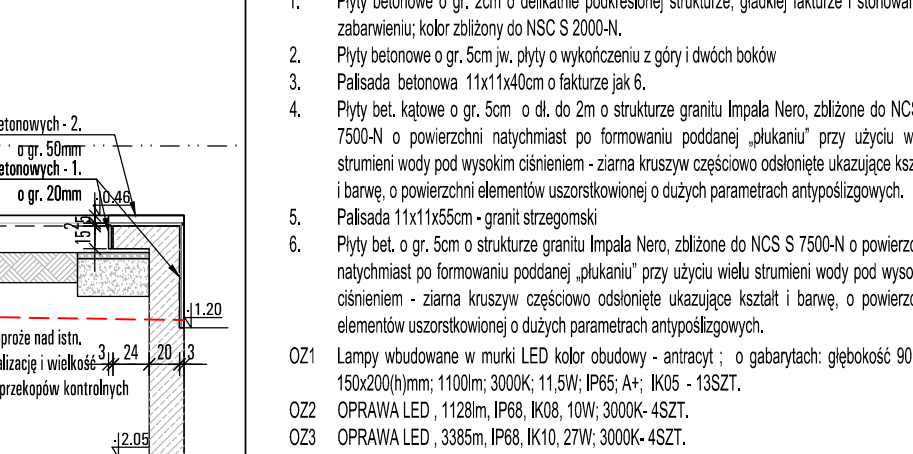 1. Płyty betonowe o gr. 2cm o delikatnie podkreślonej strukturze, gładkiej fakturze i
zabarwieniu; kolor zbliżony do NSC S 2000-N.
2. Płyty betonowe o gr. 5cm jw. płyty o wykończeniu z góry i dwóch boków
3. Palisada betonowa 11x11x40cm o fakturze jak 6.
4. Płyty bet. kątowe o gr. 5cm o dł. do 2m o strukturze granitu Impala Nero, zbliżone do
7500-N o powierzchni natychmiast po formowaniu poddanej „płukaniu” przy użyciu
strumieni wody pod wysokim ciśnieniem - ziarna kruszyw częściowo odsłonięte ukazujące
i barwę, o powierzchni elementów uszorstkowionej o dużych parametrach antypoślizgowych.
5. Palisada 11x11x55cm - granit strzegomski
6. Płyty bet. o gr. 5cm o strukturze granitu Impala Nero, zbliżone do NCS S 7500-N o
natychmiast po formowaniu poddanej „płukaniu” przy użyciu wielu strumieni wody pod
ciśnieniem - ziarna kruszyw częściowo odsłonięte ukazujące kształt i barwę, o
elementów uszorstkowionej o dużych parametrach antypoślizgowych.
OZ1 Lampy wbudowane w murki LED kolor obudowy - antracyt ; o gabarytach: głębokość 90
150x200(h)mm; 1100lm; 3000K; 11,5W; IP65; A+; IK05 - 13SZT.
OZ2 OPRAWA LED , 1128lm, IP68, IK08, 10W; 3000K- 4SZT.
OZ3 OPRAWA LED , 3385lm, IP68, IK10, 27W; 3000K- 4SZT.
etonowych - 2.
o gr. 50mm
etonowych - 1.
o gr. 20mm
0.46
2 5
15
1.20
proże nad istn.
alizację i wielkość
3 24 20 3
przekopów kontrolnych
2.05